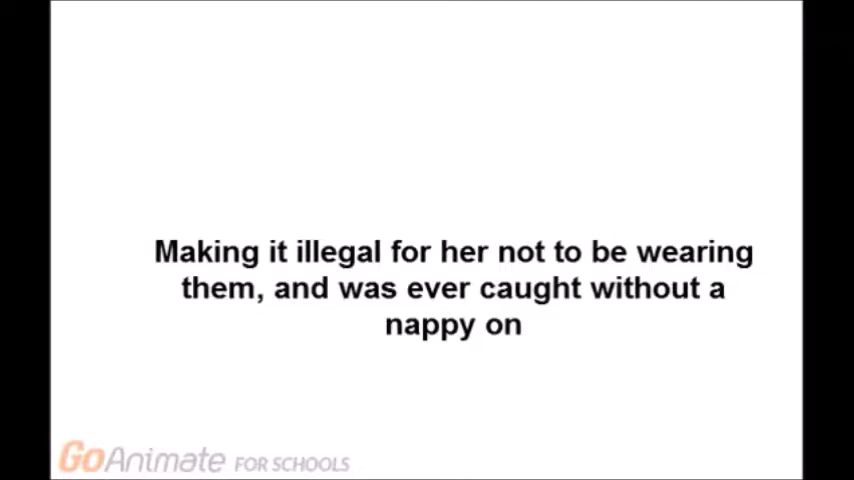 Making it illegal for her not to be wearing
them, and was ever caught without a
nappy on
GoAnimate FOR SCHOOLS